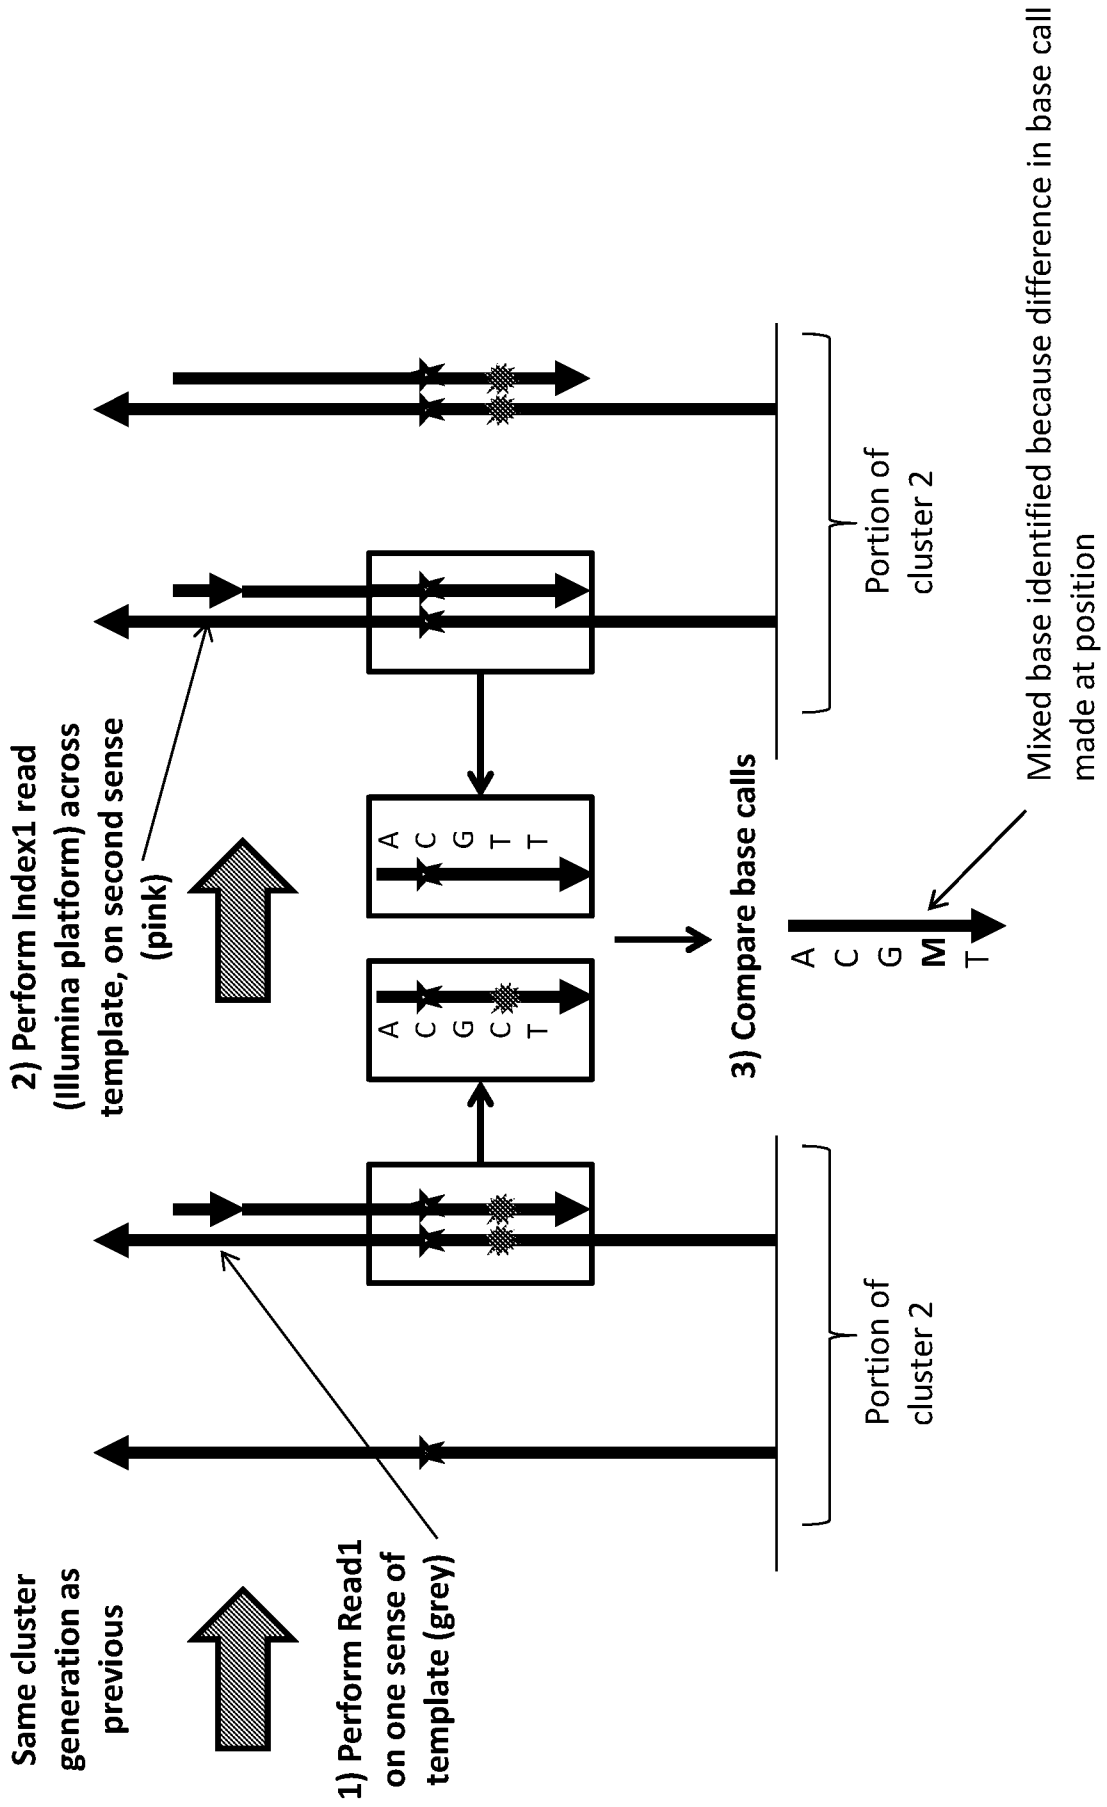 Same cluster
generation as
previous
1) Perform Read1
on one sense of
template (grey)
2) Perform Index1 read
(Illumina platform) across
template, on second sense
(pink)
A
C
G
C
T
A
C
G
T
T
3) Compare base calls
A
C
G
M
T
Portion of
cluster 2
Portion of
cluster 2
Mixed base identified because difference in base call
made at position